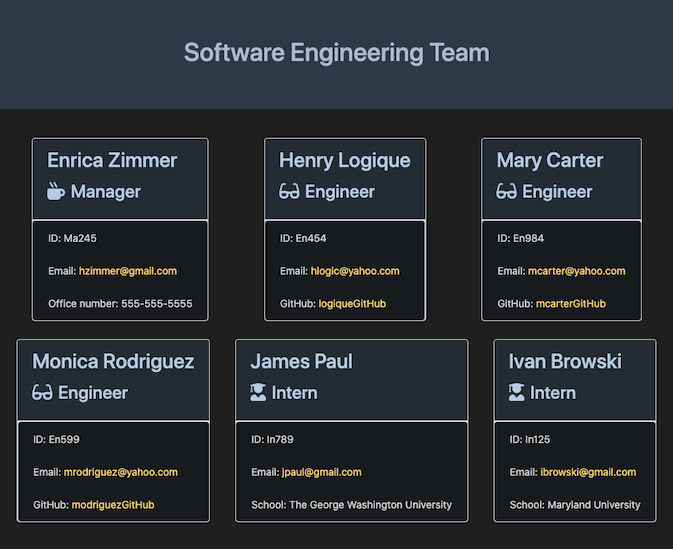 Software Engineering Team
Enrica Zimmer
Manager
ID: Ma245
Email: hzimmer@gmail.com
Office number: 555-555-5555
Henry Logique
Engineer
ID: En454
Email: hlogic@yahoo.com
GitHub: logiqueGitHub
Mary Carter
Engineer
ID: En984
Email: mcarter@yahoo.com
GitHub: mcarterGitHub
Monica Rodriguez
Engineer
ID: En599
Email: mrodriguez@yahoo.com
GitHub: modriguezGitHub
James Paul
Intern
ID: In789
Email: jpaul@gmail.com
School: The George Washington University
Ivan Browski
Intern
ID: In125
Email: ibrowski@gmail.com
School: Maryland University